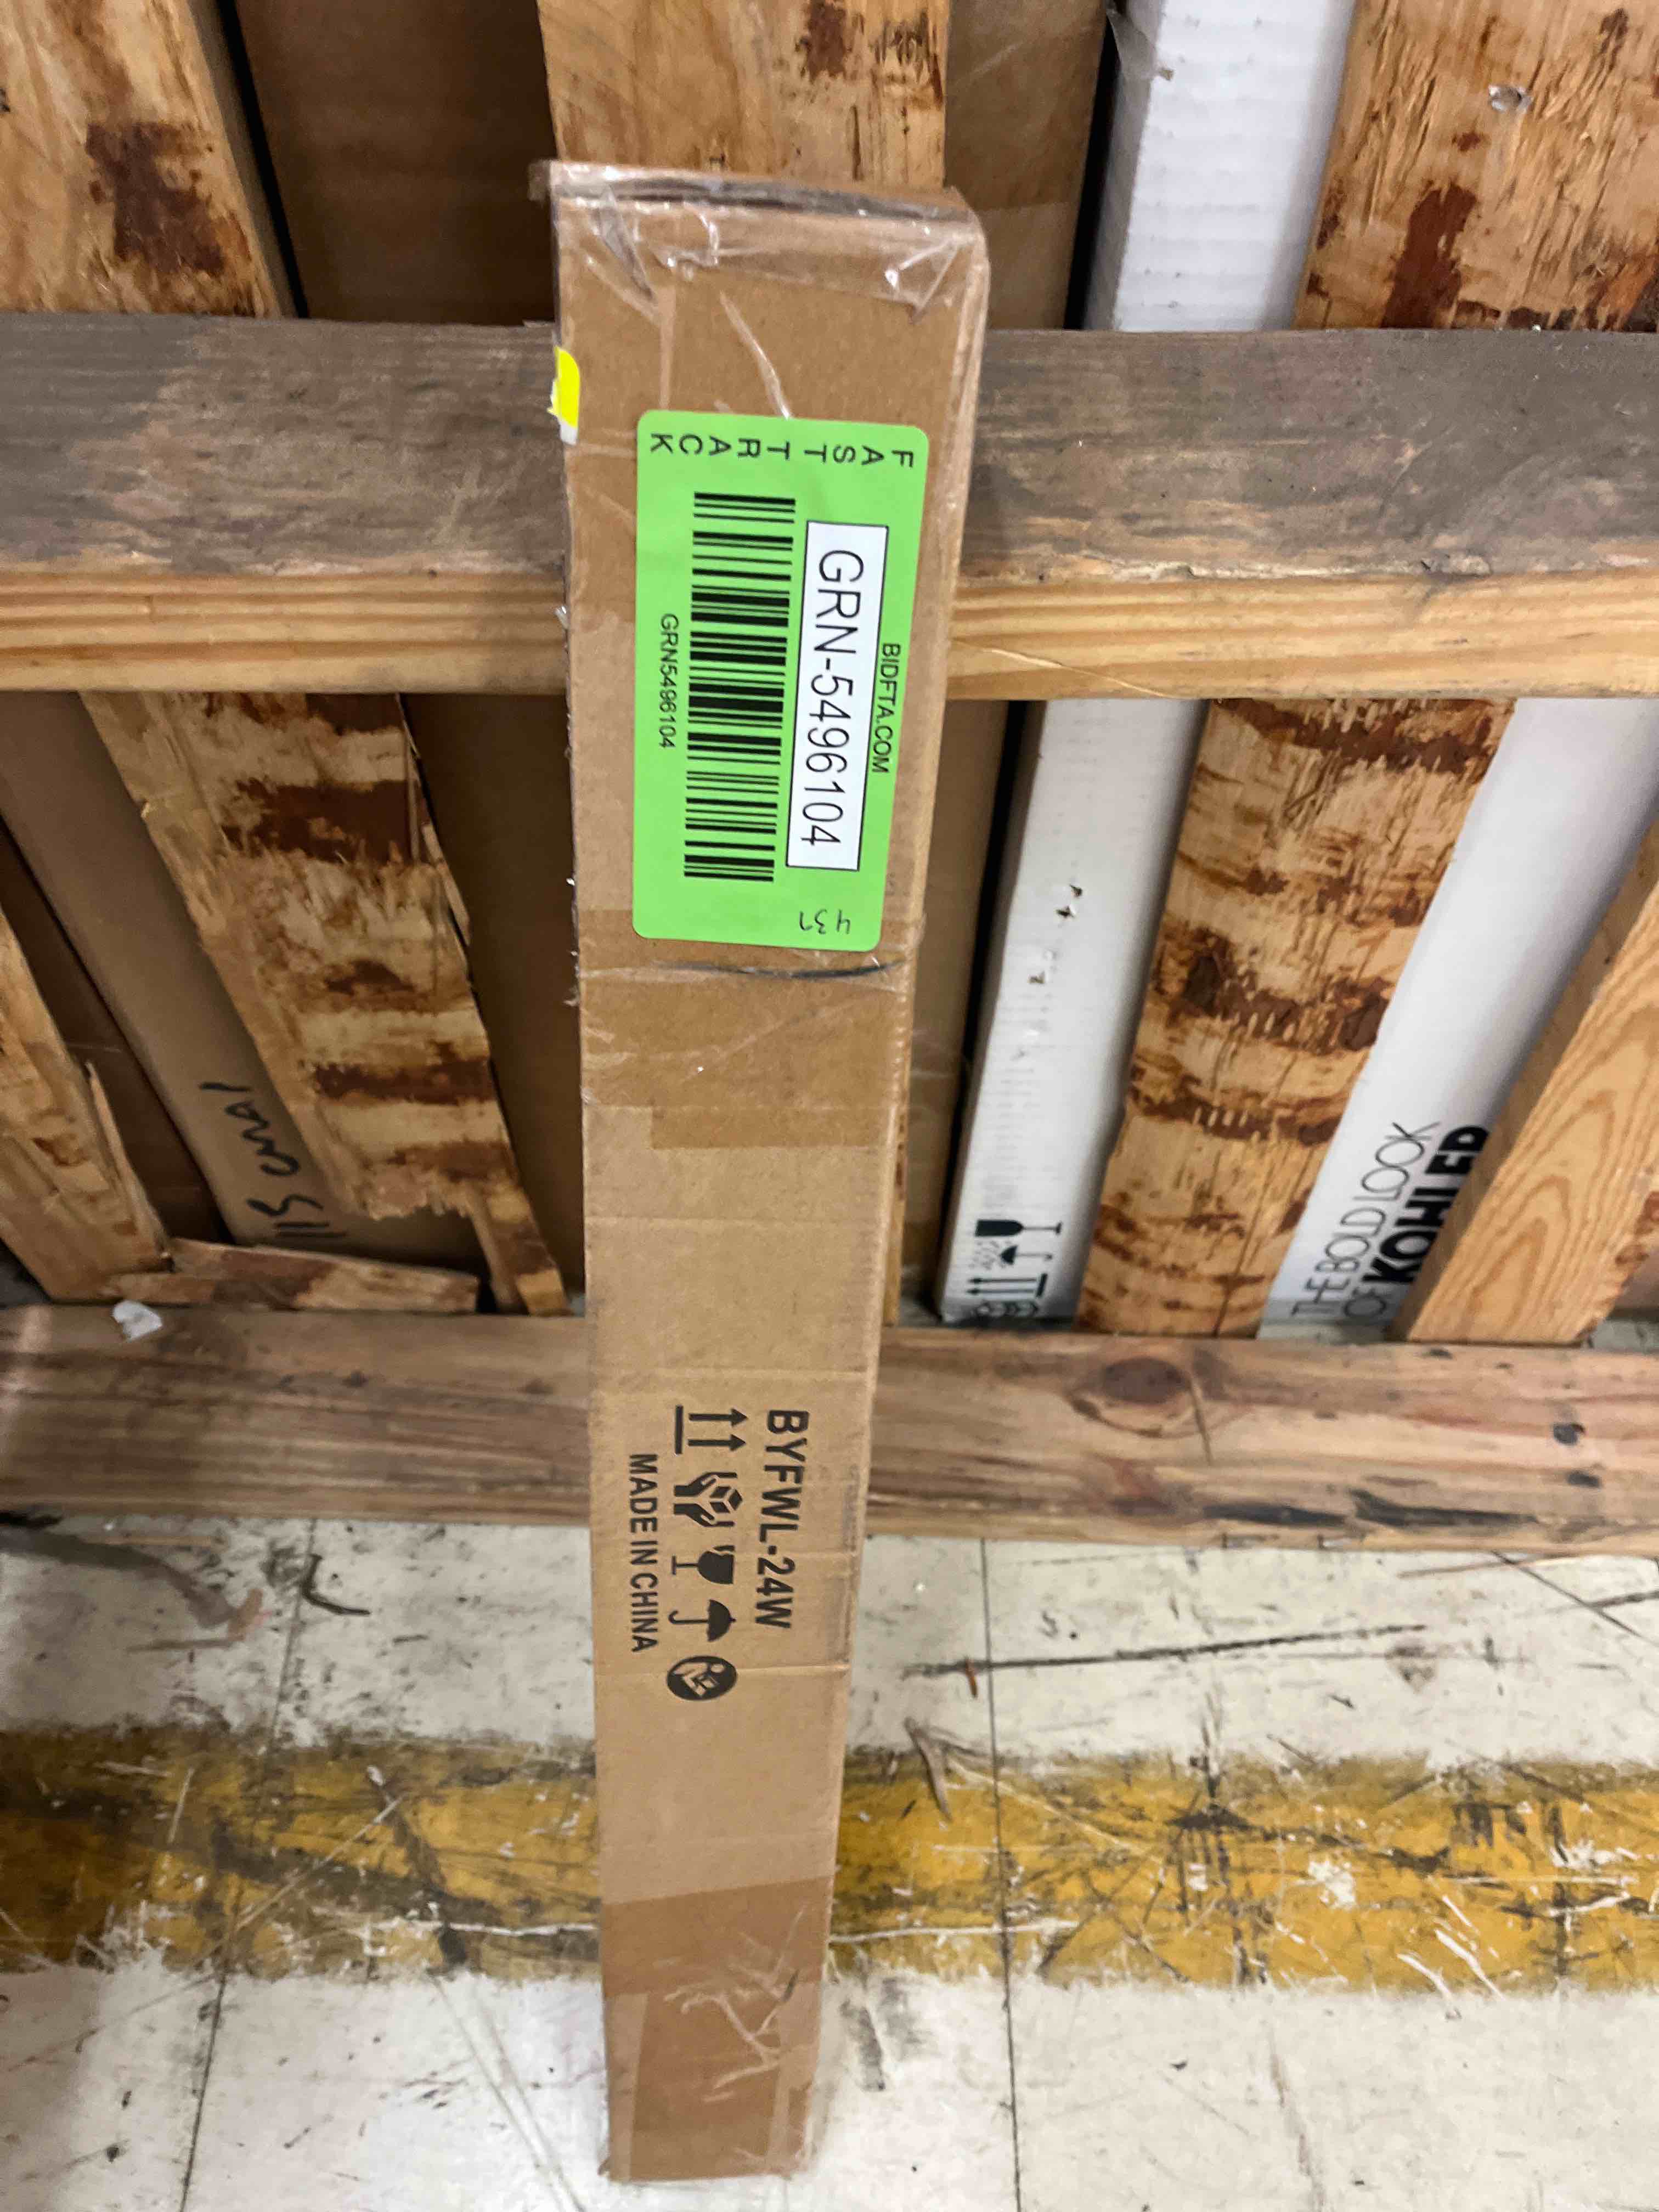 FAST TRACK
BIDFTA.COM
GRN-5496104
GRN5496104
431
BYFWL-24W
MADE IN CHINA
THE BOLD LOOK
OF KOHLER